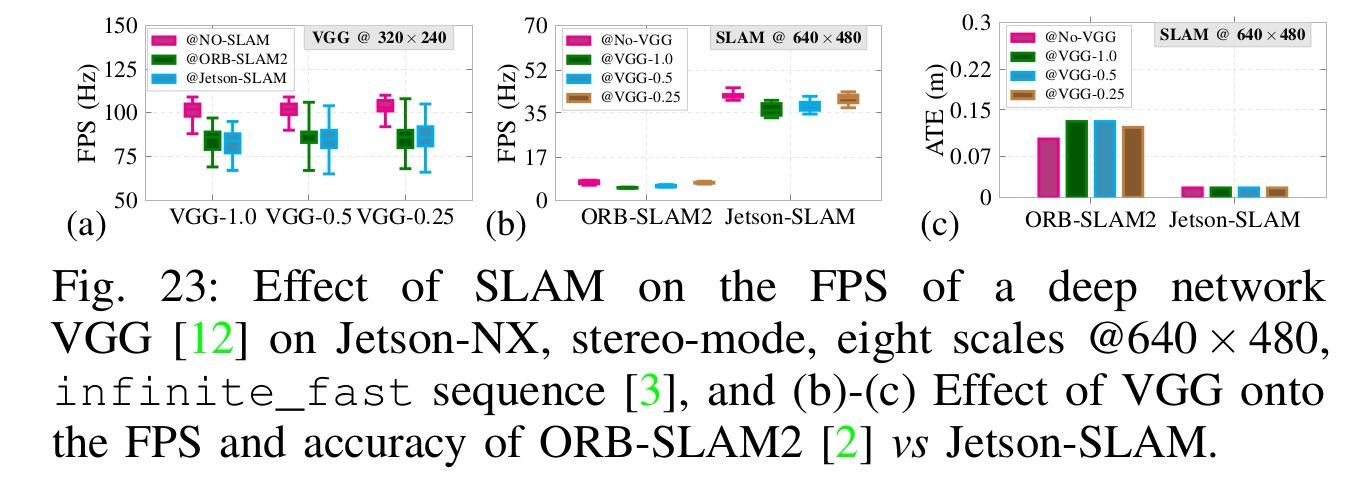 150
125
100
75
50
FPS (Hz)
@NO-SLAM
@ORB-SLAM2
@Jetson-SLAM
VGG @ 320 × 240
VGG-1.0 VGG-0.5 VGG-0.25
(a)
70
52
35
17
0
FPS (Hz)
@No-VGG
@VGG-1.0
@VGG-0.5
@VGG-0.25
SLAM @ 640×480
ORB-SLAM2 Jetson-SLAM
(b)
0.3
0.22
0.15
0.07
0
ATE (m)
@No-VGG
@VGG-1.0
@VGG-0.5
@VGG-0.25
SLAM @ 640×480
ORB-SLAM2 Jetson-SLAM
(c)
Fig. 23: Effect of SLAM on the FPS of a deep network
VGG [12] on Jetson-NX, stereo-mode, eight scales @640 × 480,
infinite_fast sequence [3], and (b)-(c) Effect of VGG onto
the FPS and accuracy of ORB-SLAM2 [2] vs Jetson-SLAM.